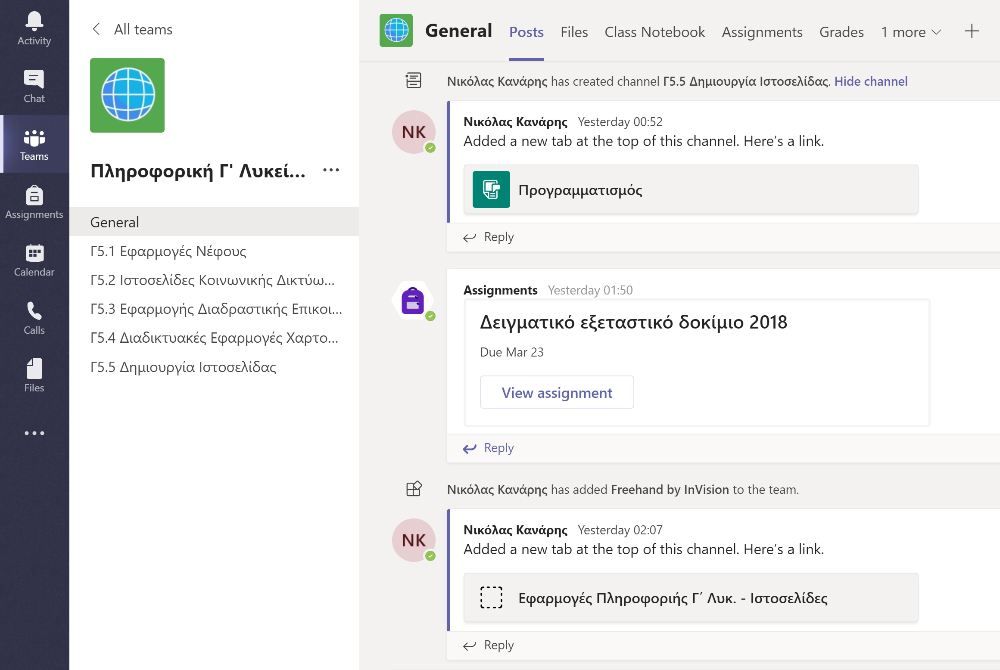 Activity
Chat
Teams
Assignments
Calendar
Calls
Files
All teams
Πληροφορική Γ' Λυκεί...
General
Γ5.1 Εφαρμογές Νέφους
Γ5.2 Ιστοσελίδες Κοινωνικής Δικτύω...
Γ5.3 Εφαρμογής Διαδραστικής Επικοι...
Γ5.4 Διαδικτυακές Εφαρμογές Χαρτο...
Γ5.5 Δημιουργία Ιστοσελίδας
General Posts Files Class Notebook Assignments Grades 1 more
Νικόλας Κανάρης has created channel Γ5.5 Δημιουργία Ιστοσελίδας. Hide channel
NK
Νικόλας Κανάρης Yesterday 00:52
Added a new tab at the top of this channel. Here’s a link.
Προγραμματισμός
Reply
Assignments Yesterday 01:50
Δειγματικό εξεταστικό δοκίμιο 2018
Due Mar 23
View assignment
Reply
Νικόλας Κανάρης has added Freehand by InVision to the team.
NK
Νικόλας Κανάρης Yesterday 02:07
Added a new tab at the top of this channel. Here’s a link.
Εφαρμογές Πληροφοριής Γ΄ Λυκ. - Ιστοσελίδες
Reply